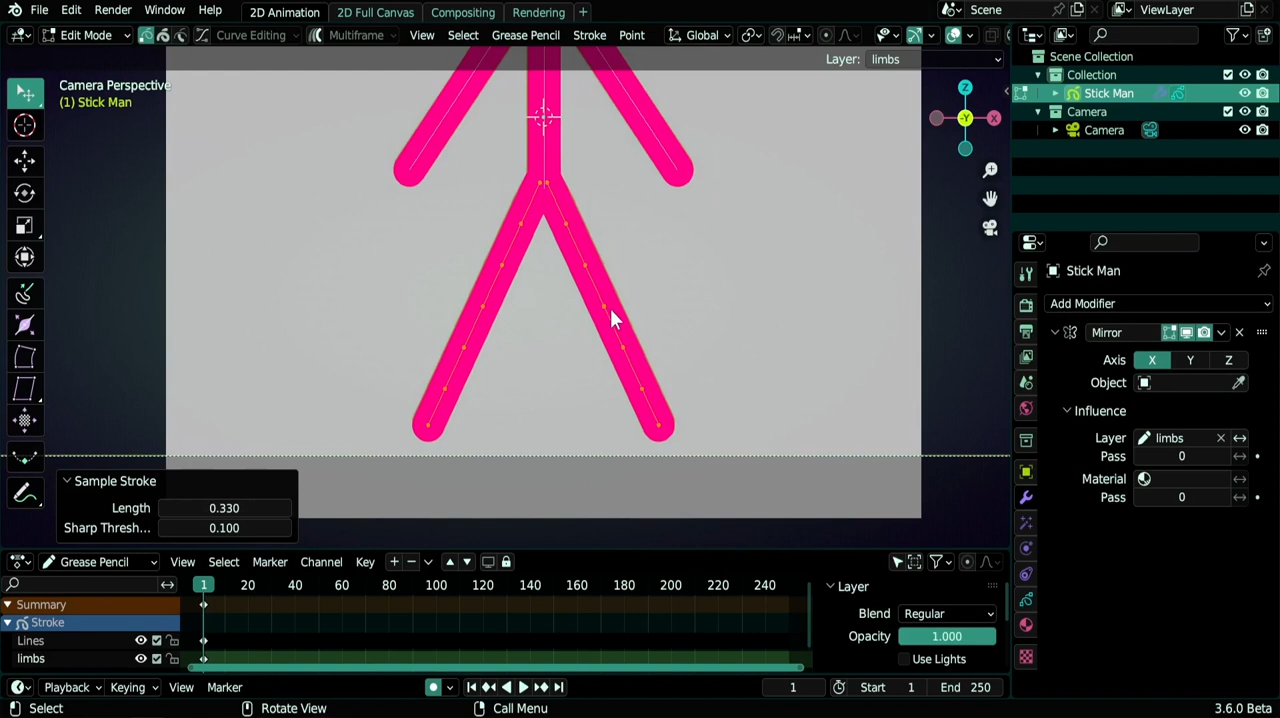 File Edit Render Window Help 2D Animation 2D Full Canvas Compositing Rendering + Scene ViewLayer
Edit Mode Curve Editing Multiframe View Select Grease Pencil Stroke Point Global
Layer: limbs
Camera Perspective
(1) Stick Man
Z
-Y
X
Scene Collection
Collection
Stick Man
Camera
Camera
Stick Man
Add Modifier
Mirror
Axis X Y Z
Object
Influence
Layer limbs
Pass 0
Material
Pass 0
Sample Stroke
Length 0.330
Sharp Thresh... 0.100
Grease Pencil View Select Marker Channel Key
1 20 40 60 80 100 120 140 160 180 200 220 240
Summary
Stroke
Lines
limbs
Layer
Blend Regular
Opacity 1.000
Use Lights
Playback Keying View Marker 1 Start 1 End 250
Select Rotate View Call Menu 3.6.0 Beta